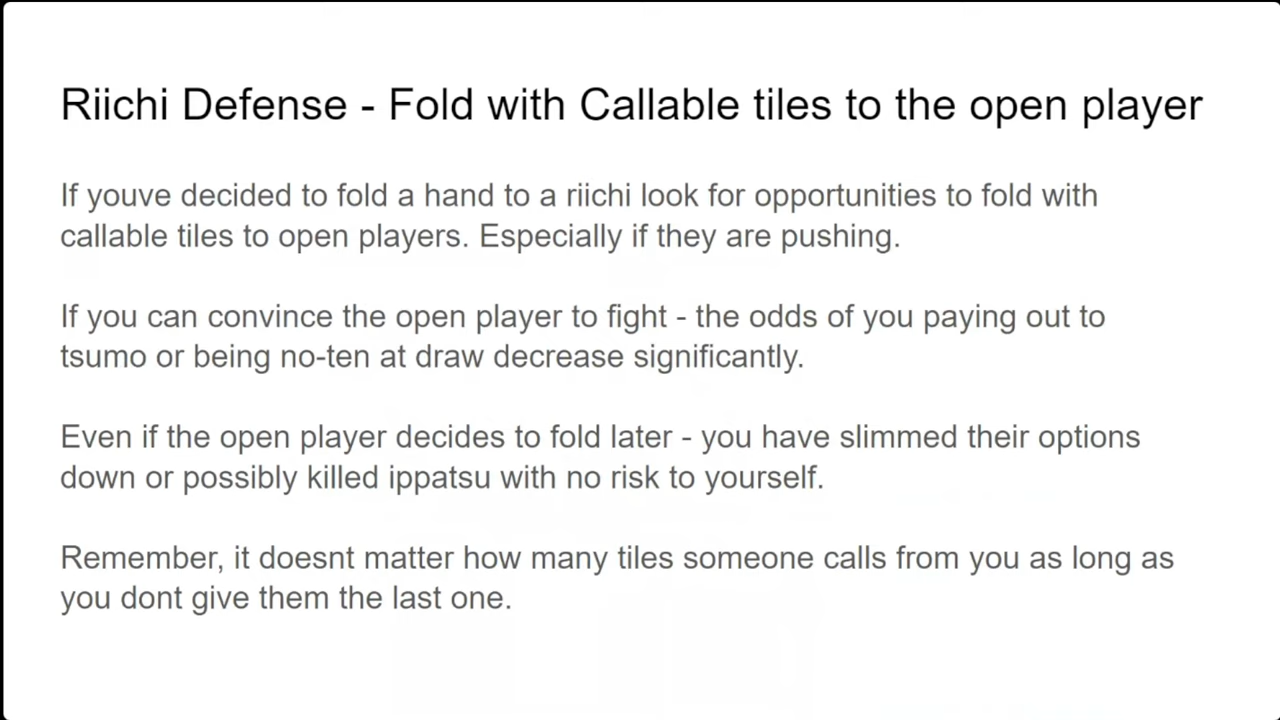 Riichi Defense - Fold with Callable tiles to the open player
If youve decided to fold a hand to a riichi look for opportunities to fold with
callable tiles to open players. Especially if they are pushing.
If you can convince the open player to fight - the odds of you paying out to
tsumo or being no-ten at draw decrease significantly.
Even if the open player decides to fold later - you have slimmed their options
down or possibly killed ippatsu with no risk to yourself.
Remember, it doesnt matter how many tiles someone calls from you as long as
you dont give them the last one.